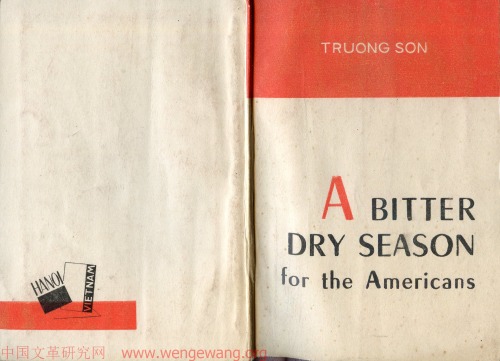 TRUONG SON
A BITTER
DRY SEASON
for the Americans
HANOI
VIETNAM
中国文革研究网 www.wengewang.org